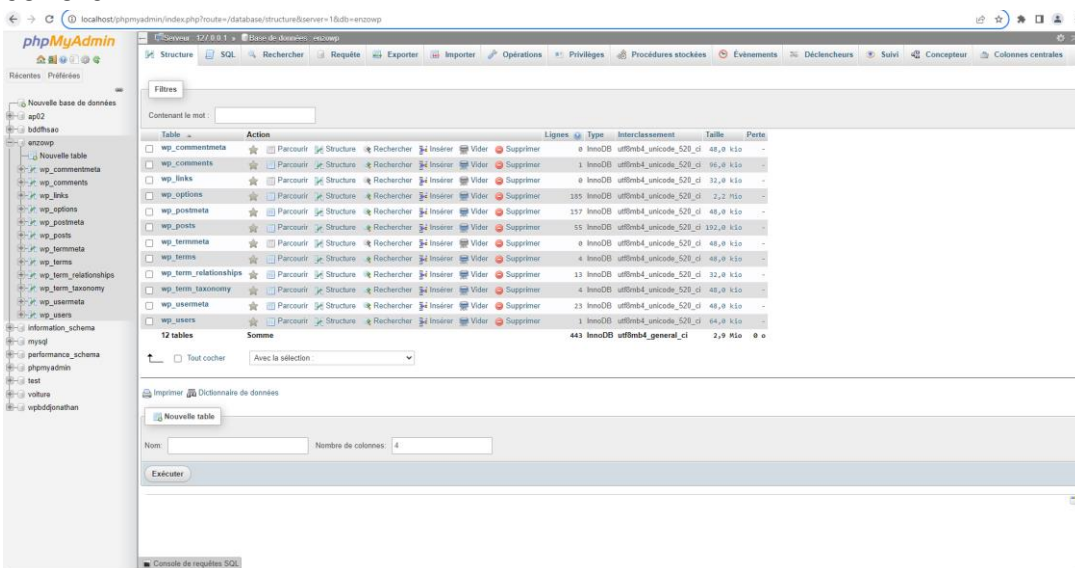 localhost/phpmyadmin/index.php?route=/database/structure&server=1&db=enzowp
phpMyAdmin
Récentes Préférées
Nouvelle base de données
ap02
bddfhsao
enzowp
Nouvelle table
wp_commentmeta
wp_comments
wp_links
wp_options
wp_postmeta
wp_posts
wp_termmeta
wp_terms
wp_term_relationships
wp_term_taxonomy
wp_usermeta
wp_users
information_schema
mysql
performance_schema
phpmyadmin
test
voiture
wpbddjonathan
Serveur : 127.0.0.1 » Base de données : enzowp
Structure SQL Rechercher Requête Exporter Importer Opérations Privilèges Procédures stockées Évènements Déclencheurs Suivi Concepteur Colonnes centrales
Filtres
Contenant le mot :
Table Action Lignes Type Interclassement Taille Perte
wp_commentmeta Parcourir Structure Rechercher Insérer Vider Supprimer 0 InnoDB utf8mb4_unicode_520_ci 48,0 kio -
wp_comments Parcourir Structure Rechercher Insérer Vider Supprimer 1 InnoDB utf8mb4_unicode_520_ci 96,0 kio -
wp_links Parcourir Structure Rechercher Insérer Vider Supprimer 0 InnoDB utf8mb4_unicode_520_ci 32,0 kio -
wp_options Parcourir Structure Rechercher Insérer Vider Supprimer 185 InnoDB utf8mb4_unicode_520_ci 2,2 Mio -
wp_postmeta Parcourir Structure Rechercher Insérer Vider Supprimer 157 InnoDB utf8mb4_unicode_520_ci 48,0 kio -
wp_posts Parcourir Structure Rechercher Insérer Vider Supprimer 55 InnoDB utf8mb4_unicode_520_ci 192,0 kio -
wp_termmeta Parcourir Structure Rechercher Insérer Vider Supprimer 0 InnoDB utf8mb4_unicode_520_ci 48,0 kio -
wp_terms Parcourir Structure Rechercher Insérer Vider Supprimer 4 InnoDB utf8mb4_unicode_520_ci 48,0 kio -
wp_term_relationships Parcourir Structure Rechercher Insérer Vider Supprimer 13 InnoDB utf8mb4_unicode_520_ci 32,0 kio -
wp_term_taxonomy Parcourir Structure Rechercher Insérer Vider Supprimer 4 InnoDB utf8mb4_unicode_520_ci 48,0 kio -
wp_usermeta Parcourir Structure Rechercher Insérer Vider Supprimer 23 InnoDB utf8mb4_unicode_520_ci 48,0 kio -
wp_users Parcourir Structure Rechercher Insérer Vider Supprimer 1 InnoDB utf8mb4_unicode_520_ci 64,0 kio -
12 tables Somme 443 InnoDB utf8mb4_general_ci 2,9 Mio 0 o
Tout cocher Avec la sélection :
Imprimer Dictionnaire de données
Nouvelle table
Nom: Nombre de colonnes: 4
Exécuter
Console de requêtes SQL